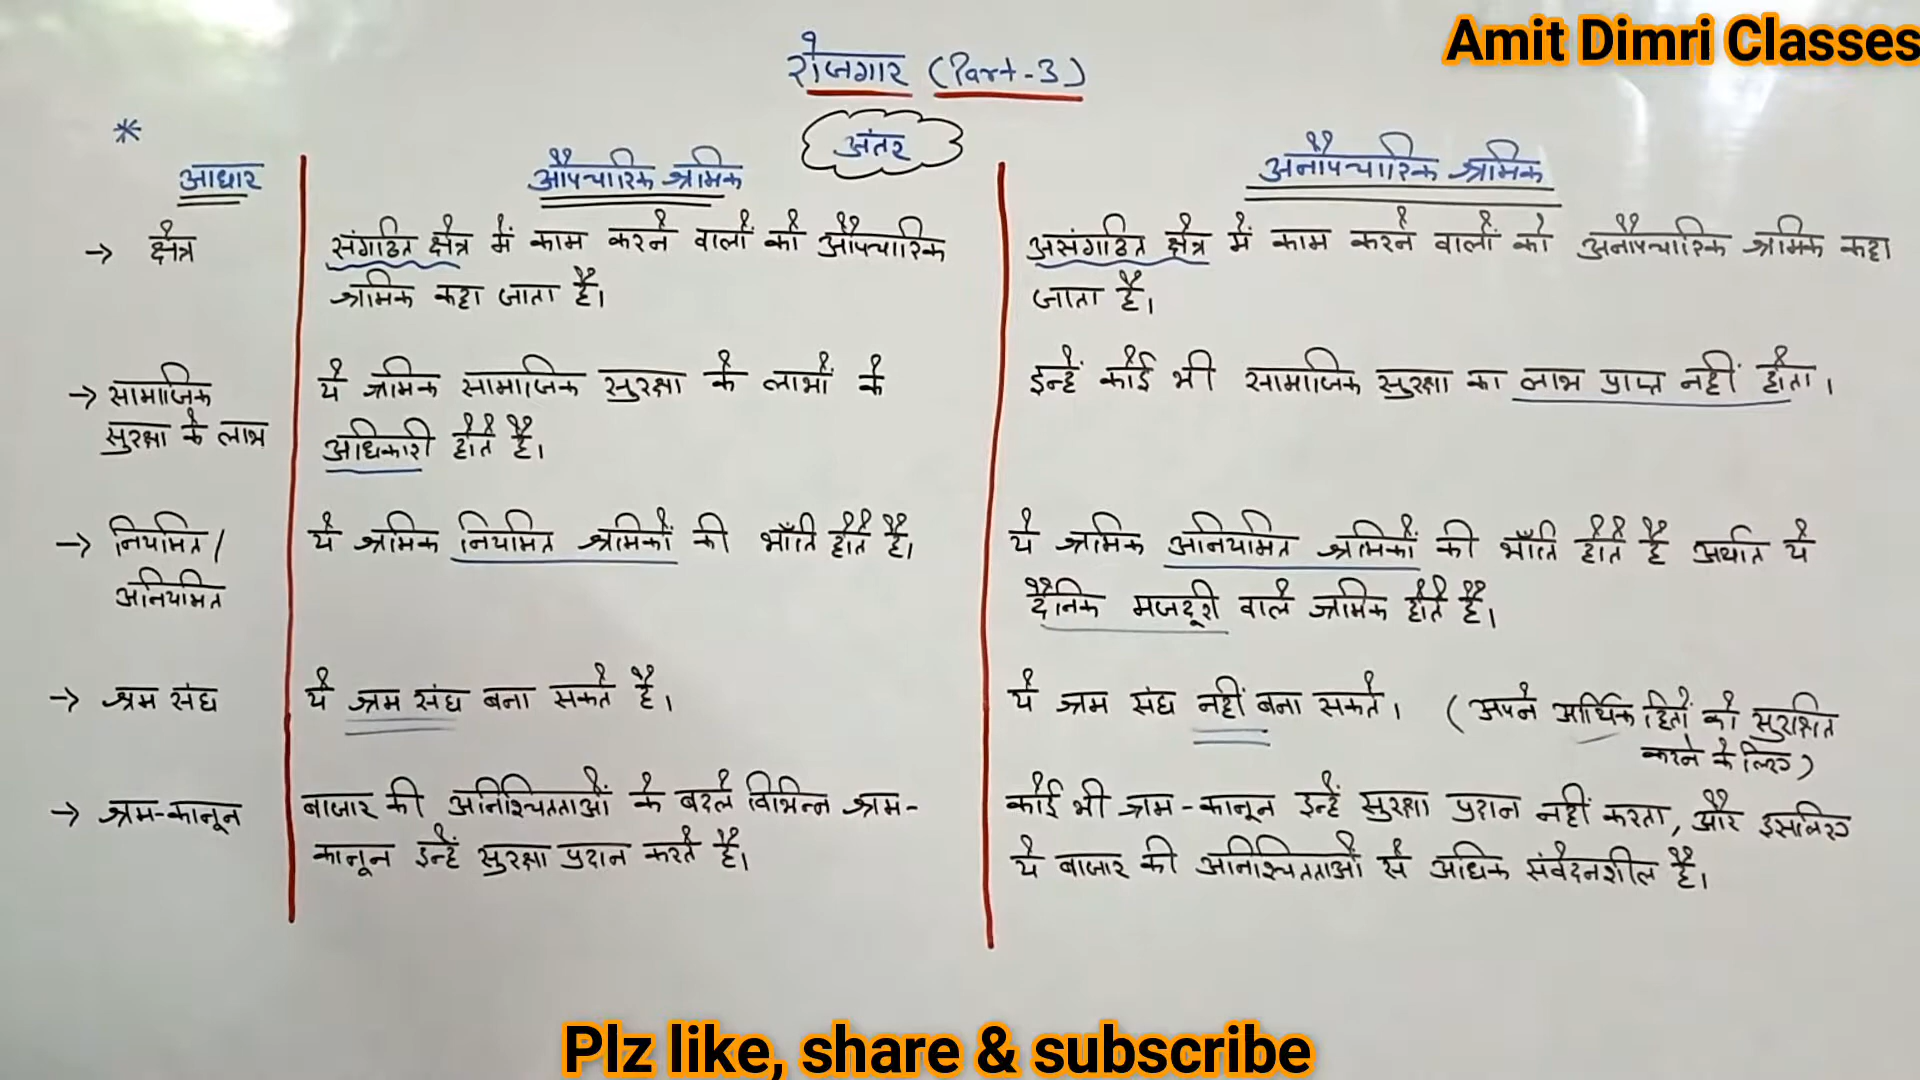 Amit Dimri Classes
रोजगार (Part-3)
अंतर
*
आधार
औपचारिक श्रमिक
अनौपचारिक श्रमिक
→ क्षेत्र
संगठित क्षेत्र में काम करने वालों को औपचारिक
श्रमिक कहा जाता है।
असंगठित क्षेत्र में काम करने वालों को अनौपचारिक श्रमिक कहा
जाता है।
→ सामाजिक
सुरक्षा के लाभ
ये श्रमिक सामाजिक सुरक्षा के लाभों के
अधिकारी होते है।
इन्हें कोई भी सामाजिक सुरक्षा का लाभ प्राप्त नहीं होता।
→ नियमित/
अनियमित
ये श्रमिक नियमित श्रमिकों की भाँति होते है।
ये श्रमिक अनियमित श्रमिकों की भाँति होते है अर्थात ये
दैनिक मजदूरी वाले श्रमिक होते है।
→ श्रम संघ
ये श्रम संघ बना सकते है।
ये श्रम संघ नहीं बना सकते। (अपने आर्थिक हितों को सुरक्षित
करने के लिए)
→ श्रम-कानून
बाजार की अनिश्चितताओं के बदले विभिन्न श्रम-
कानून इन्हें सुरक्षा प्रदान करते है।
कोई भी श्रम-कानून इन्हें सुरक्षा प्रदान नहीं करता, और इसलिए
ये बाजार की अनिश्चितताओं से अधिक संवेदनशील है।
Plz like, share & subscribe